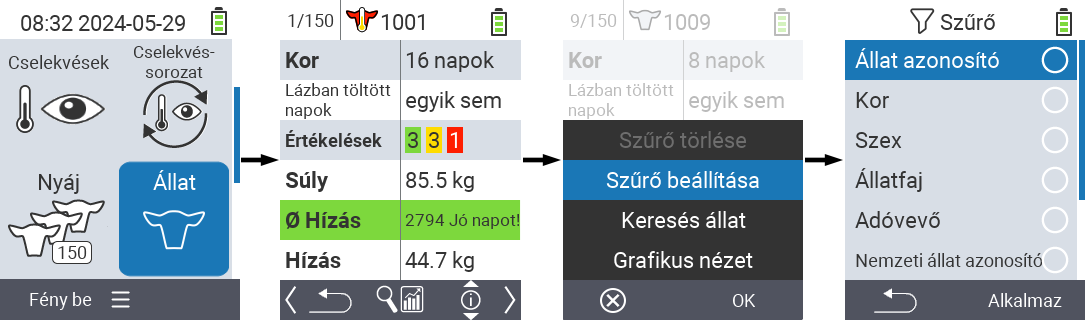 08:32 2024-05-29
Cselekvések
Cselekvés-
sorozat
Nyáj
150
Állat
Fény be
1/150 1001
Kor 16 napok
Lázban töltött
napok egyik sem
Értékelések 3 3 1
Súly 85.5 kg
Ø Hízás 2794 Jó napot!
Hízás 44.7 kg
9/150 1009
Kor 8 napok
Lázban töltött
napok egyik sem
Szűrő törlése
Szűrő beállítása
Keresés állat
Grafikus nézet
OK
Szűrő
Állat azonosító
Kor
Szex
Állatfaj
Adóvevő
Nemzeti állat azonosító
Alkalmaz